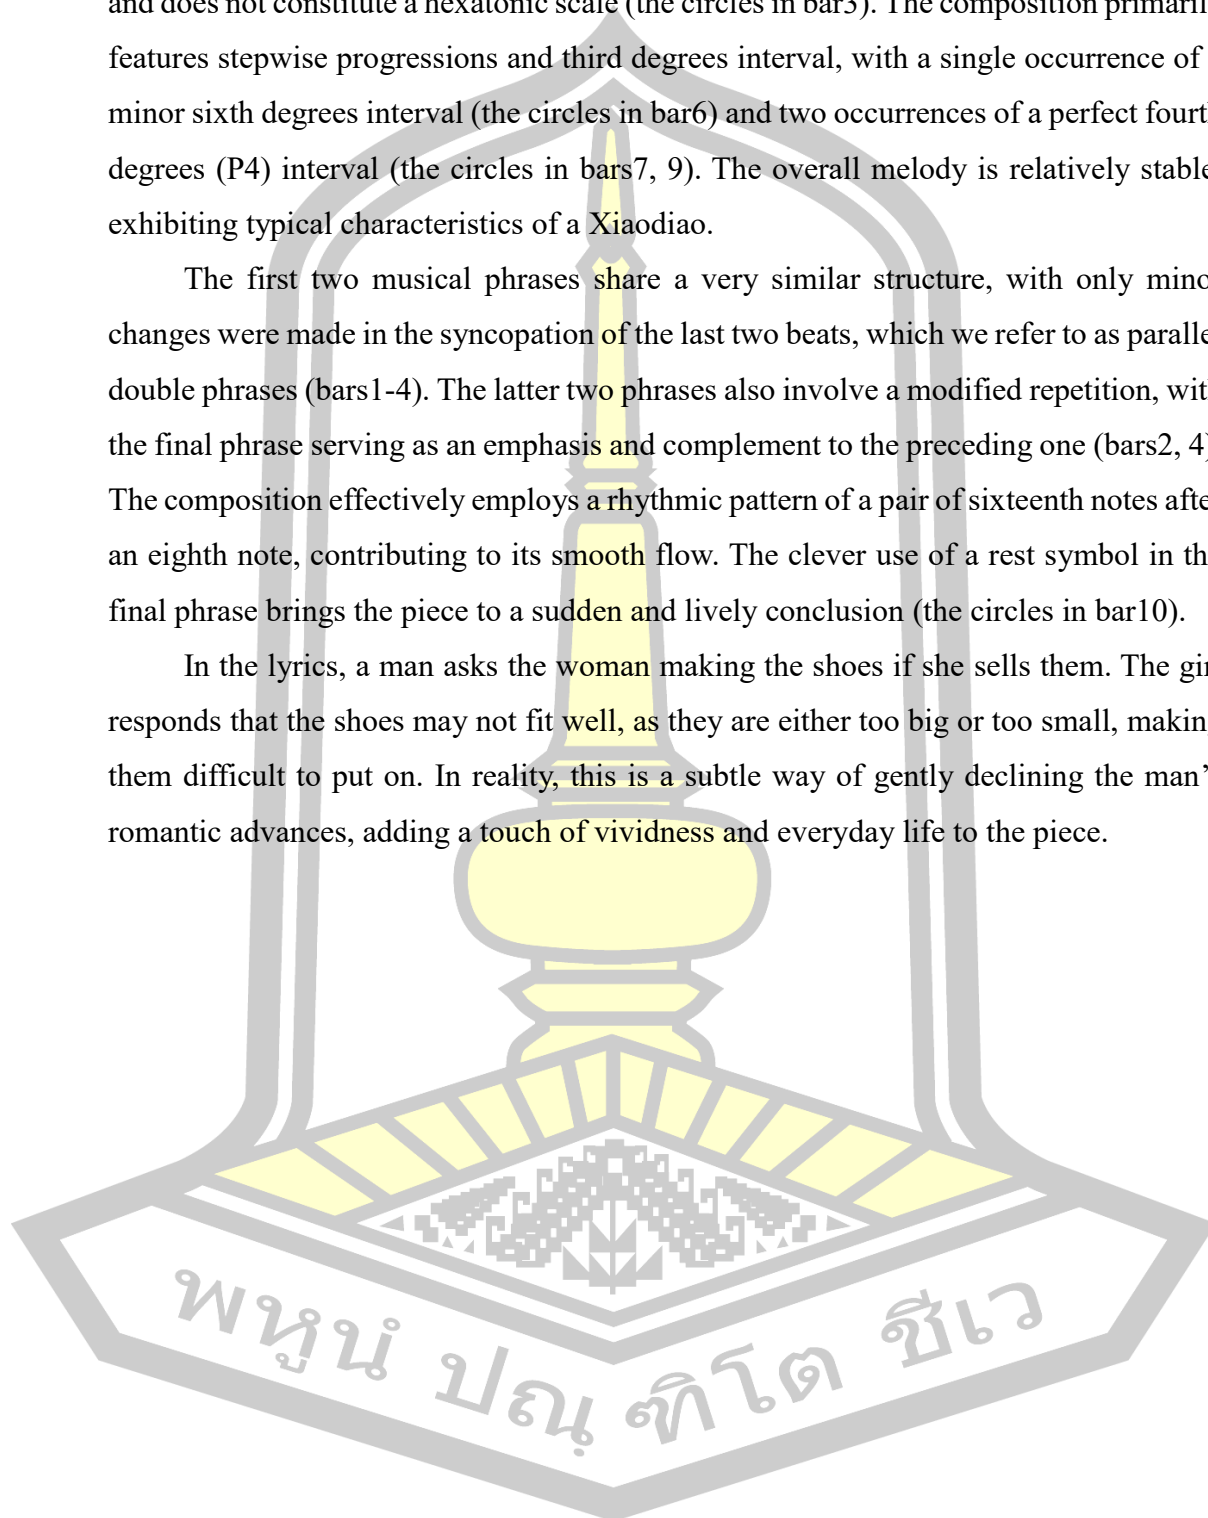 and does not constitute a hexatonic scale (the circles in bar3). The composition primaril
features stepwise progressions and third degrees interval, with a single occurrence of
minor sixth degrees interval (the circles in bar6) and two occurrences of a perfect fourt
degrees (P4) interval (the circles in bars7, 9). The overall melody is relatively stable
exhibiting typical characteristics of a Xiaodiao.
The first two musical phrases share a very similar structure, with only mino
changes were made in the syncopation of the last two beats, which we refer to as paralle
double phrases (bars1-4). The latter two phrases also involve a modified repetition, wit
the final phrase serving as an emphasis and complement to the preceding one (bars2, 4)
The composition effectively employs a rhythmic pattern of a pair of sixteenth notes afte
an eighth note, contributing to its smooth flow. The clever use of a rest symbol in th
final phrase brings the piece to a sudden and lively conclusion (the circles in bar10).
In the lyrics, a man asks the woman making the shoes if she sells them. The gir
responds that the shoes may not fit well, as they are either too big or too small, makin
them difficult to put on. In reality, this is a subtle way of gently declining the man’
romantic advances, adding a touch of vividness and everyday life to the piece.
พหูนํ ปณฺฑิโต ชีเว